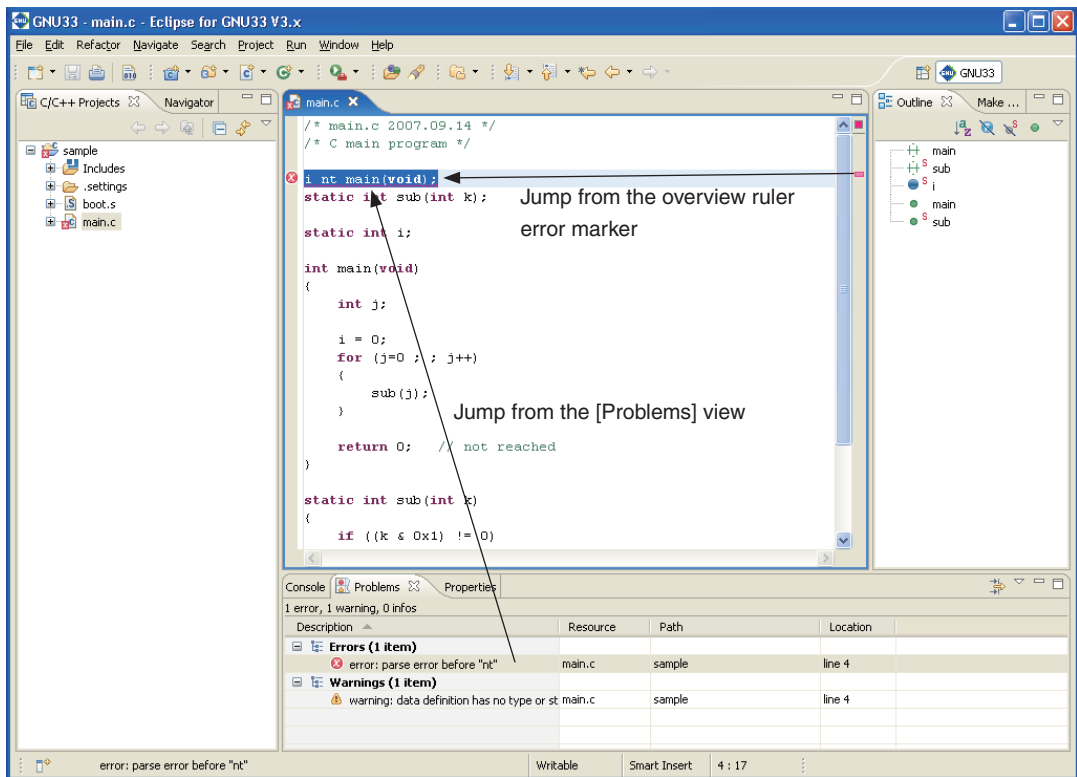 GNU33 - main.c - Eclipse for GNU33 V3.x
File Edit Refactor Navigate Search Project Run Window Help
GNU33
C/C++ Projects Navigator
sample
Includes
.settings
boot.s
main.c
main.c
/* main.c 2007.09.14 */
/* C main program */
i nt main(void);
static int sub(int k);
static int i;
int main(void)
{
int j;
i = 0;
for (j=0 ; ; j++)
{
sub(j);
}
return 0; // not reached
}
static int sub(int k)
{
if ((k & 0x1) != 0)
Jump from the overview ruler
error marker
Jump from the [Problems] view
Outline Make ...
main
S sub
S i
main
S sub
Console Problems Properties
1 error, 1 warning, 0 infos
Description Resource Path Location
Errors (1 item)
error: parse error before "nt" main.c sample line 4
Warnings (1 item)
warning: data definition has no type or st main.c sample line 4
error: parse error before "nt" Writable Smart Insert 4 : 17